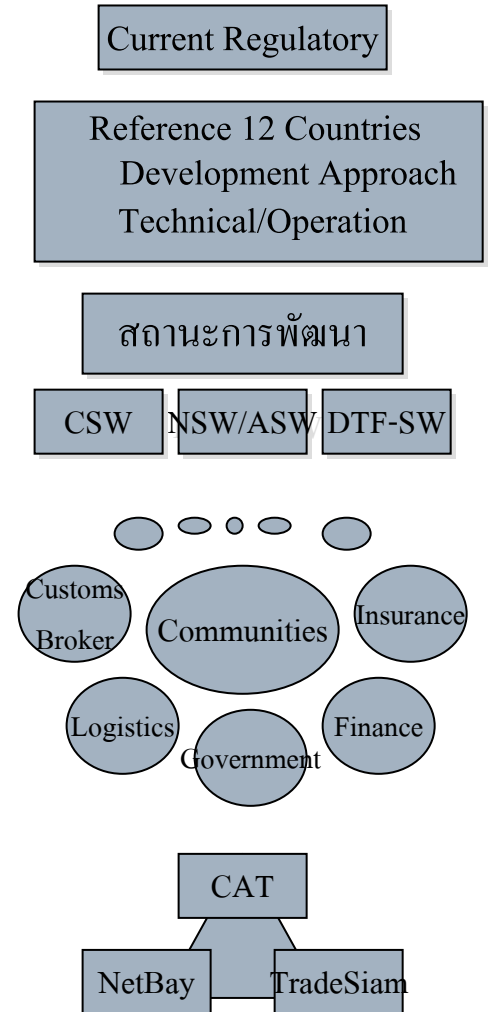 Current Regulatory
Reference 12 Countries
Development Approach
Technical/Operation
สถานะการพัฒนา
CSW NSW/ASW DTF-SW
Customs
Broker
Communities
Insurance
Logistics
Government
Finance
CAT
NetBay TradeSiam